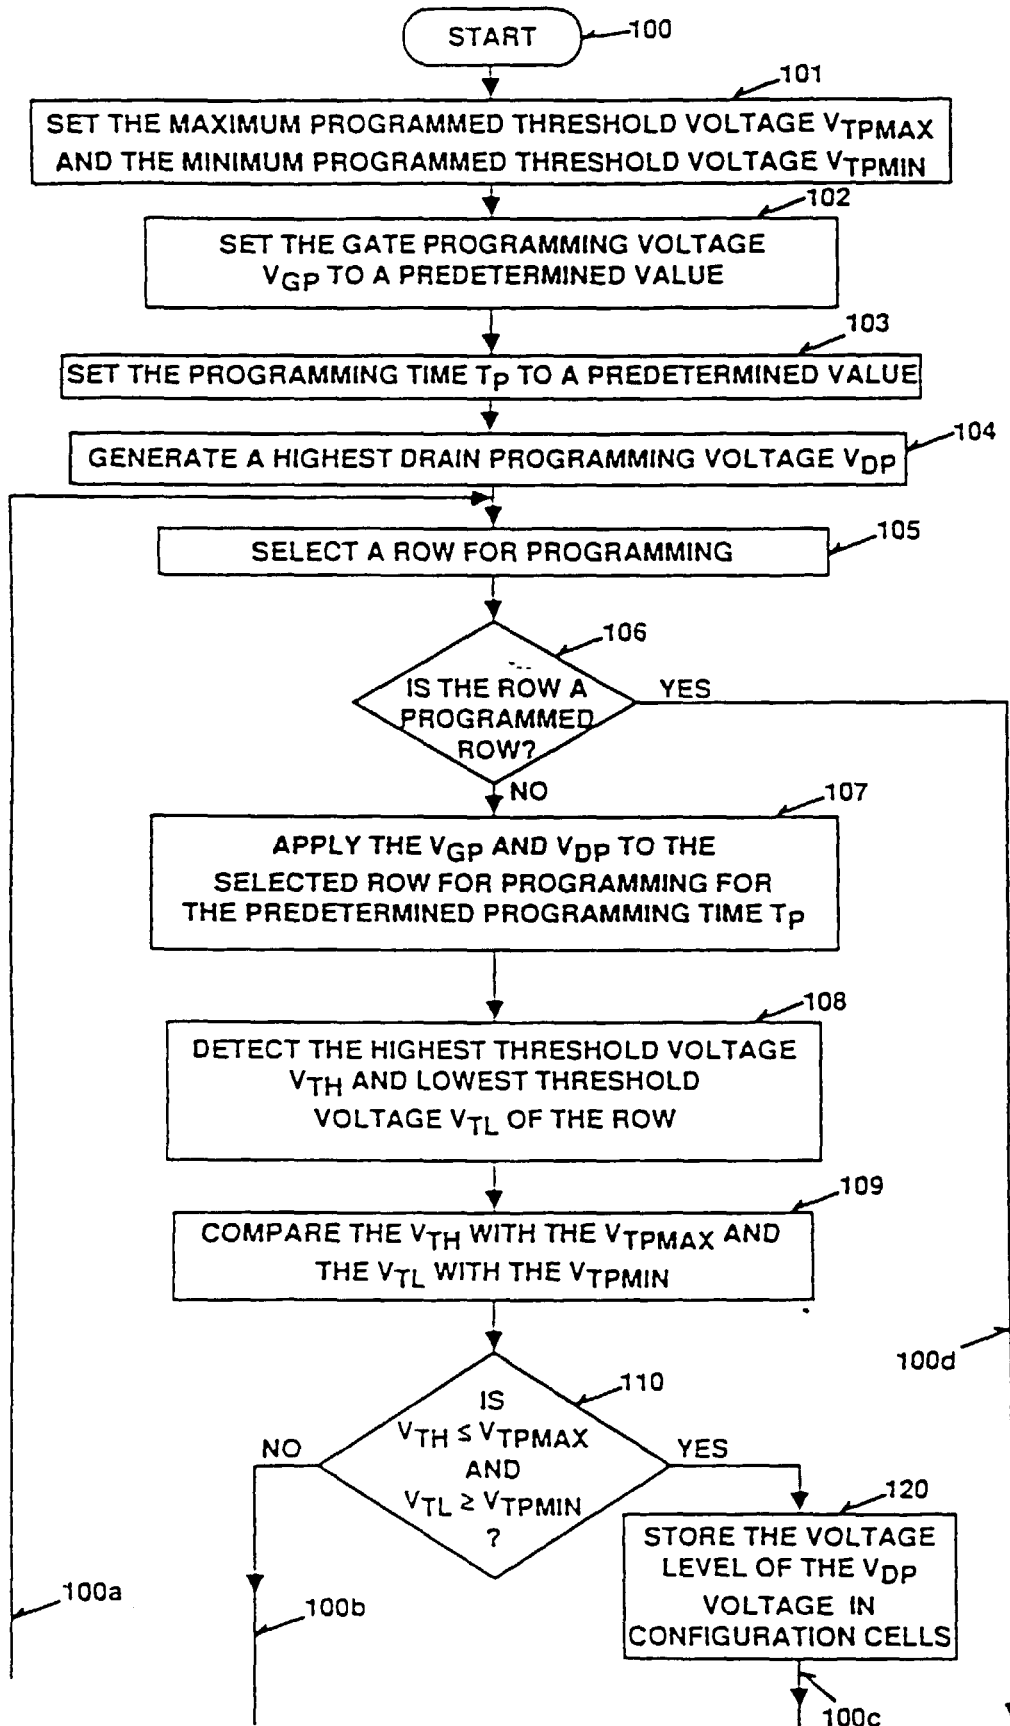 START
100
101
SET THE MAXIMUM PROGRAMMED THRESHOLD VOLTAGE VTPMAX
AND THE MINIMUM PROGRAMMED THRESHOLD VOLTAGE VTPMIN
102
SET THE GATE PROGRAMMING VOLTAGE
VGP TO A PREDETERMINED VALUE
103
SET THE PROGRAMMING TIME TP TO A PREDETERMINED VALUE
104
GENERATE A HIGHEST DRAIN PROGRAMMING VOLTAGE VDP
105
SELECT A ROW FOR PROGRAMMING
106
IS THE ROW A
PROGRAMMED
ROW?
YES
NO
107
APPLY THE VGP AND VDP TO THE
SELECTED ROW FOR PROGRAMMING FOR
THE PREDETERMINED PROGRAMMING TIME TP
108
DETECT THE HIGHEST THRESHOLD VOLTAGE
VTH AND LOWEST THRESHOLD
VOLTAGE VTL OF THE ROW
109
COMPARE THE VTH WITH THE VTPMAX AND
THE VTL WITH THE VTPMIN
100d
110
IS
VTH ≤ VTPMAX
AND
VTL ≥ VTPMIN
?
NO
YES
120
STORE THE VOLTAGE
LEVEL OF THE VDP
VOLTAGE IN
CONFIGURATION CELLS
100a
100b
100c